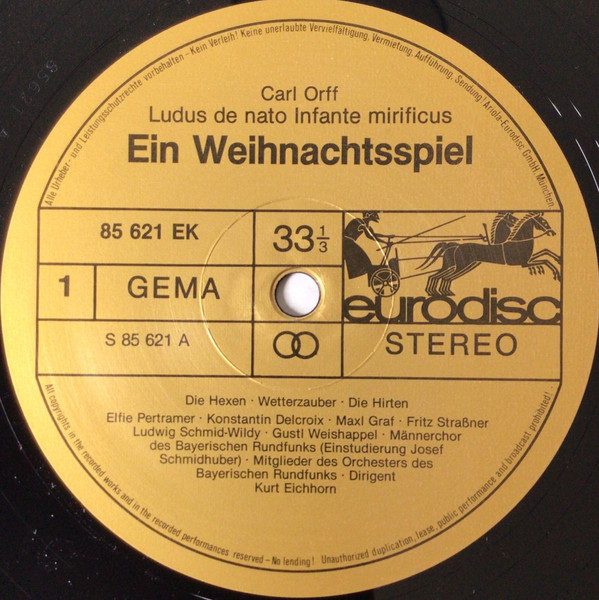 Alle Urheber- und Leistungsschutzrechte vorbehalten - Kein Verleih! Keine unerlaubte Vervielfältigung, Vermietung, Aufführung, Sendung! Ariola-Eurodisc GmbH, München.
Carl Orff
Ludus de nato Infante mirificus
Ein Weihnachtsspiel
85 621 EK
33 1/3
1
GEMA
eurodisc
S 85 621 A
STEREO
Die Hexen · Wetterzauber · Die Hirten
Elfie Pertramer · Konstantin Delcroix · Maxl Graf · Fritz Straßner
Ludwig Schmid-Wildy · Gustl Weishappel · Männerchor
des Bayerischen Rundfunks (Einstudierung Josef
Schmidhuber) · Mitglieder des Orchesters des
Bayerischen Rundfunks · Dirigent
Kurt Eichhorn
All copyrights in the recorded works and in the recorded performances reserved - No lending! Unauthorized duplication, lease, public performance and broadcast prohibited!